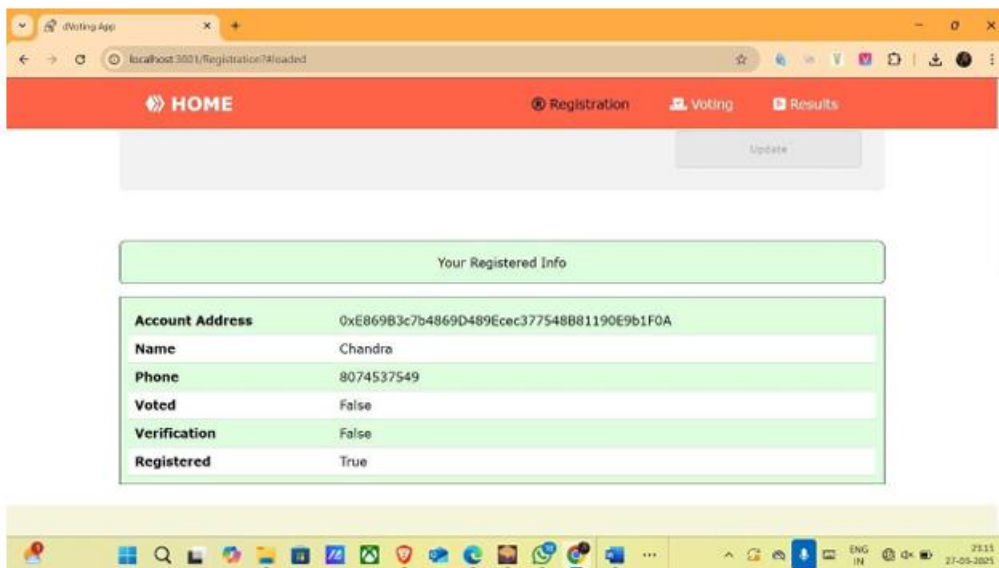 dVoting App
localhost:3001/Registration?#loaded
HOME Registration Voting Results
Update
Your Registered Info
Account Address 0xE869B3c7b4869D489Ecec377548B81190E9b1F0A
Name Chandra
Phone 8074537549
Voted False
Verification False
Registered True
ENG 23:15
IN 27-05-2025